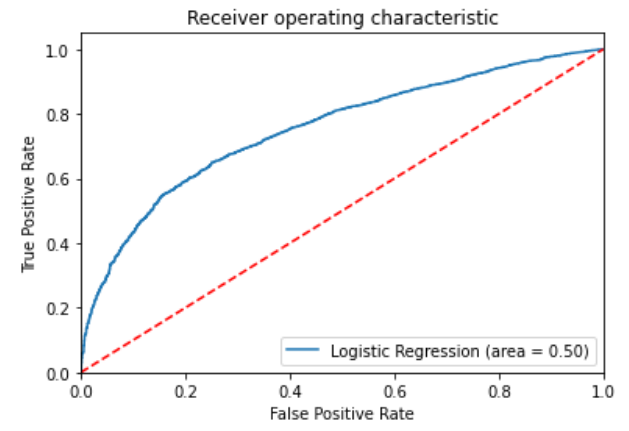 Receiver operating characteristic
1.0
0.8
0.6
0.4
0.2
0.0
True Positive Rate
Logistic Regression (area = 0.50)
0.0 0.2 0.4 0.6 0.8 1.0
False Positive Rate